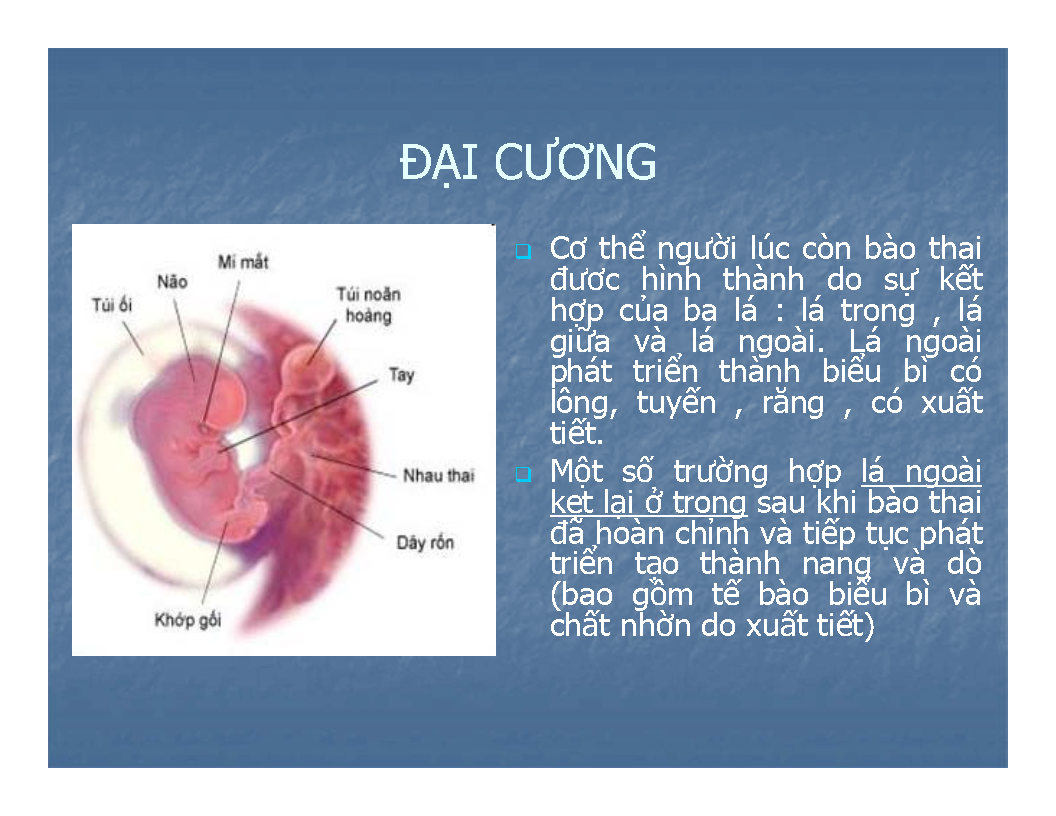 ĐẠI CƯƠNG
Mí mắt
Não
Túi ối
Túi noãn
hoàng
Tay
Nhau thai
Dây rốn
Khớp gối
Cơ thể người lúc còn bào thai
đươc hình thành do sự kết
hợp của ba lá : lá trong , lá
giữa và lá ngoài. Lá ngoài
phát triển thành biểu bì có
lông, tuyến , răng , có xuất
tiết.
Một số trường hợp lá ngoài
kẹt lại ở trong sau khi bào thai
đã hoàn chỉnh và tiếp tục phát
triển tạo thành nang và dò
(bao gồm tế bào biểu bì và
chất nhờn do xuất tiết)